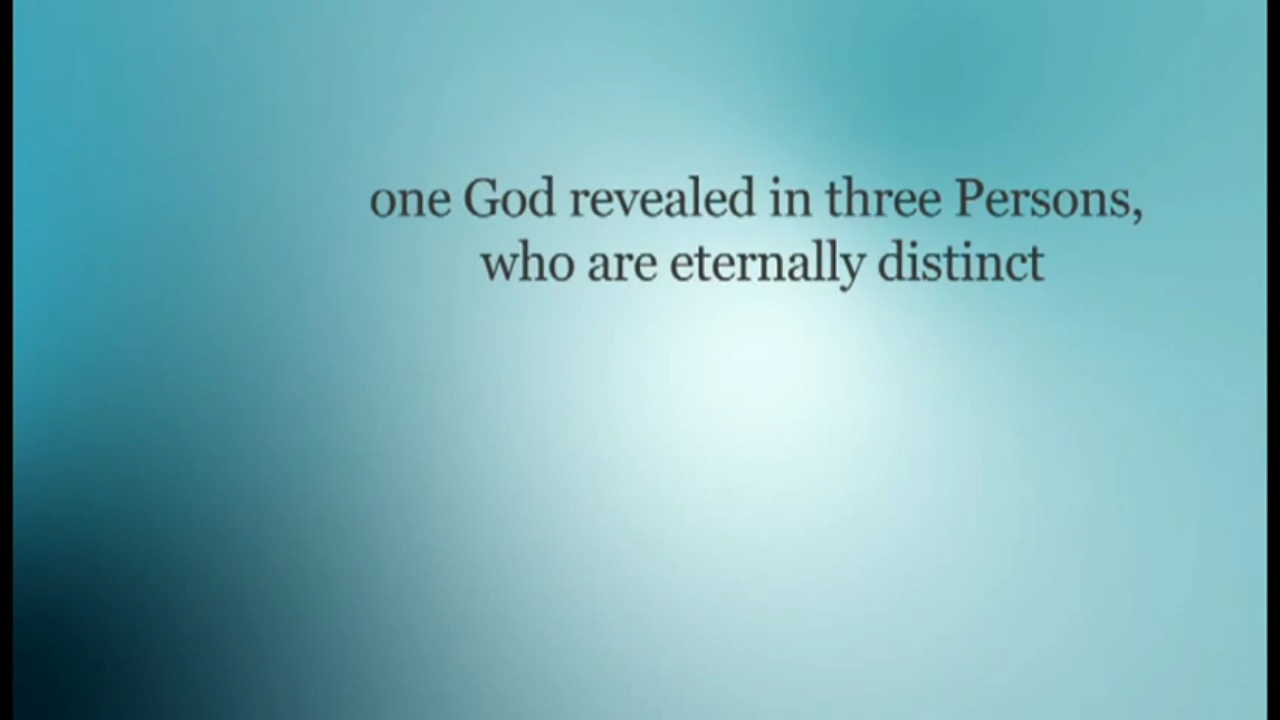 one God revealed in three Persons,
who are eternally distinct